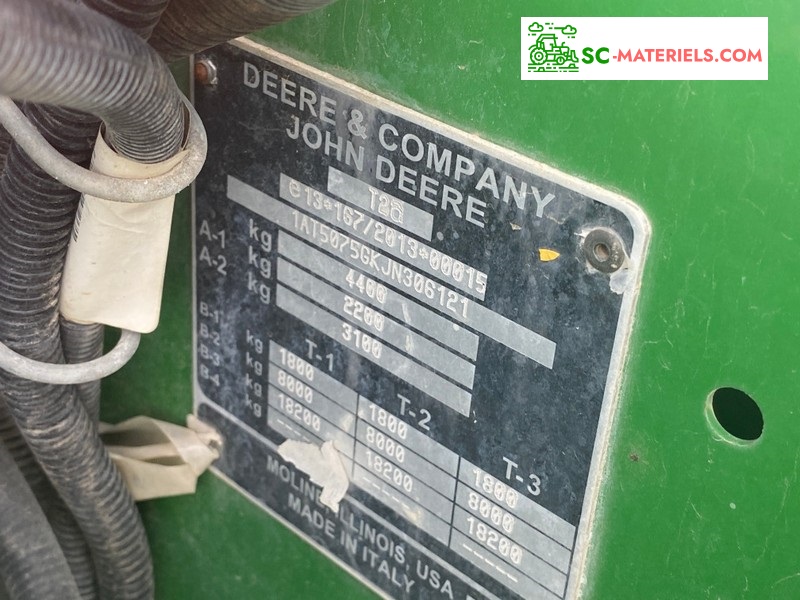 SC-MATERIELS.COM
DEERE & COMPANY
JOHN DEERE
T2a
e13*167/2013*00015
1AT5075GKJN306121
kg 4400
A-1 kg 2200
A-2 kg 3100
T-1 T-2 T-3
B-1 kg 1800 1800 1800
B-2 kg 8000 8000 8000
B-3 kg 18200 18200 18200
B-4 kg ----- -----
MOLINE, ILLINOIS, USA
MADE IN ITALY